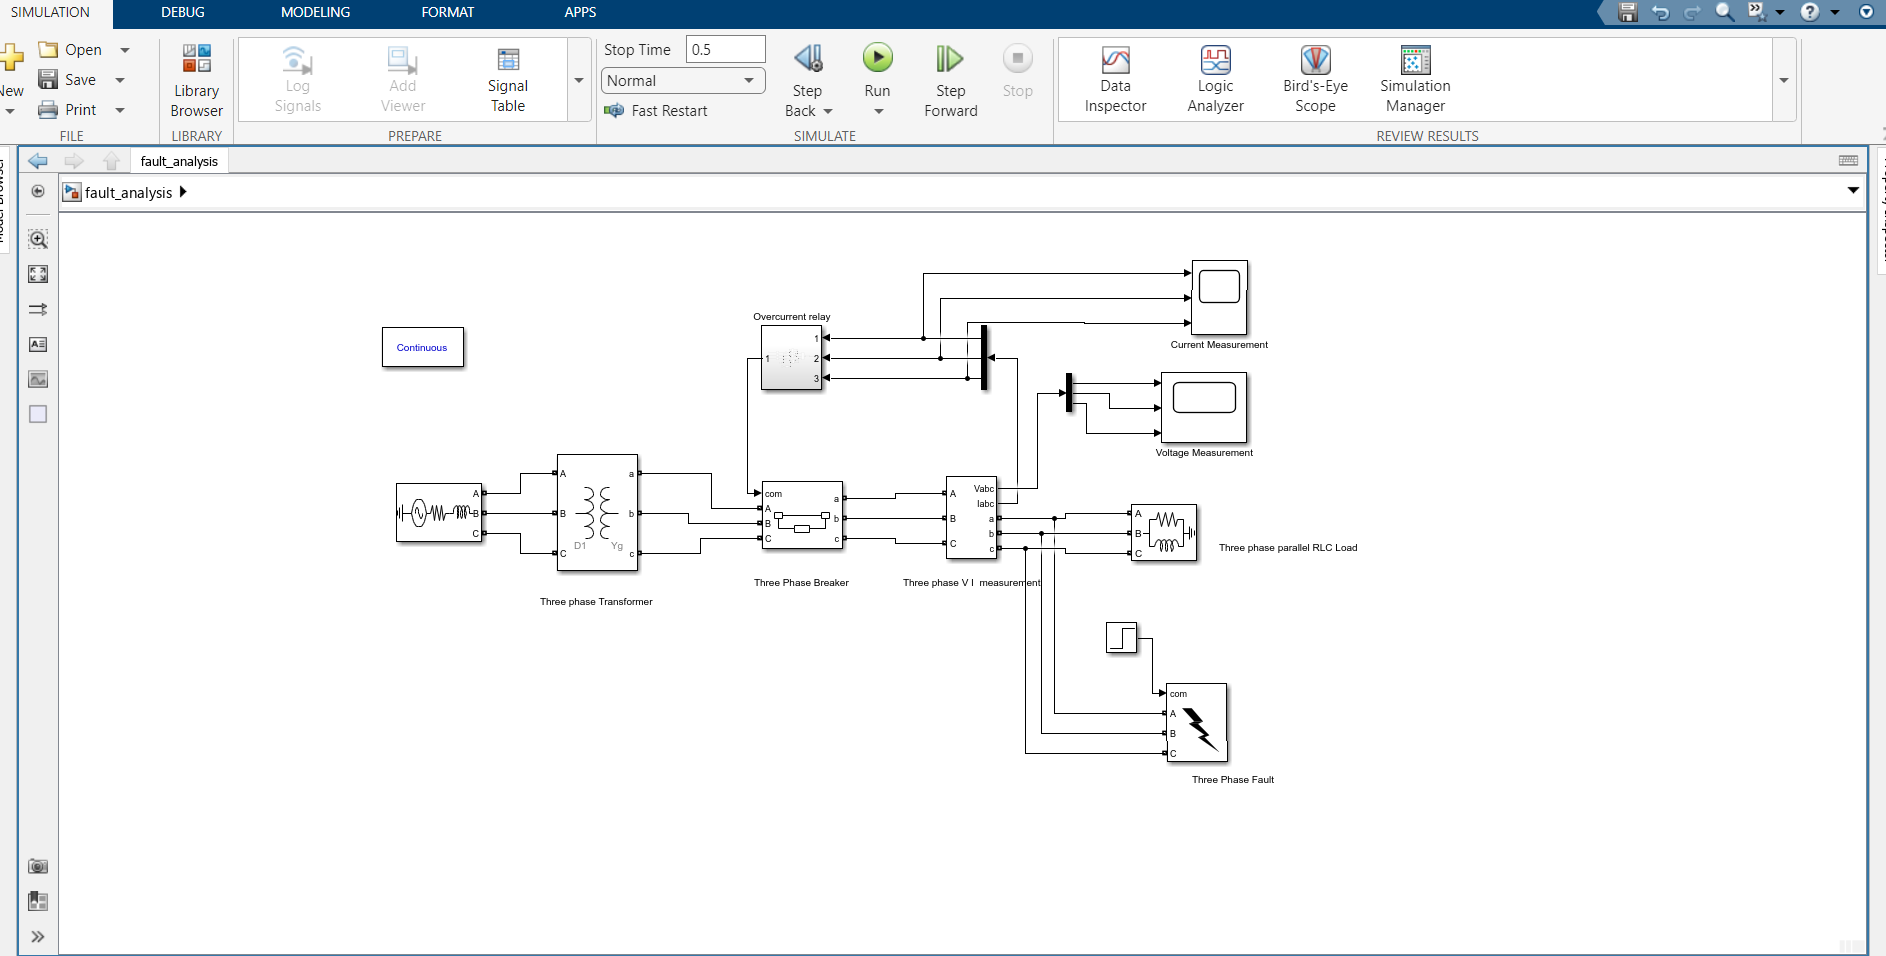 SIMULATION DEBUG MODELING FORMAT APPS
New
Open
Save
Print
FILE
Library
Browser
LIBRARY
Log
Signals
Add
Viewer
Signal
Table
PREPARE
Stop Time 0.5
Normal
Fast Restart
Step
Back
Run
Step
Forward
Stop
SIMULATE
Data
Inspector
Logic
Analyzer
Bird's-Eye
Scope
Simulation
Manager
REVIEW RESULTS
fault_analysis
fault_analysis
Continuous
Overcurrent relay
1
1
2
3
Current Measurement
Voltage Measurement
A
B
C
A
B
C
a
b
c
D1 Yg
Three phase Transformer
com
A
B
C
a
b
c
Three Phase Breaker
A
B
C
Vabc
Iabc
a
b
c
Three phase V I measurement
A
B
C
Three phase parallel RLC Load
com
A
B
C
Three Phase Fault